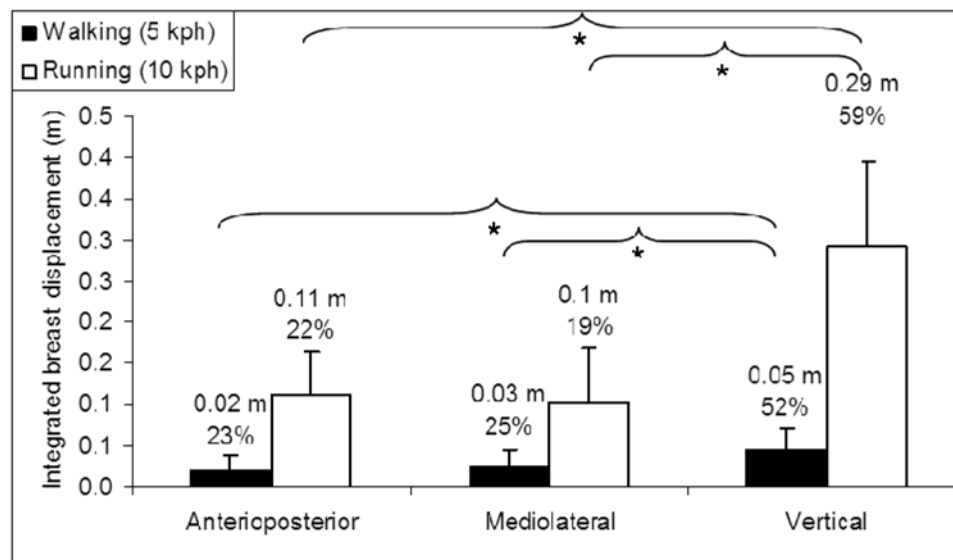 Walking (5 kph)
Running (10 kph)
*
*
0.29 m
59%
Integrated breast displacement (m)
0.5
0.4
0.4
0.3
0.3
0.2
0.2
0.1
0.1
0.0
*
*
0.11 m
22%
0.1 m
19%
0.02 m
23%
0.03 m
25%
0.05 m
52%
Anteroposterior
Mediolateral
Vertical